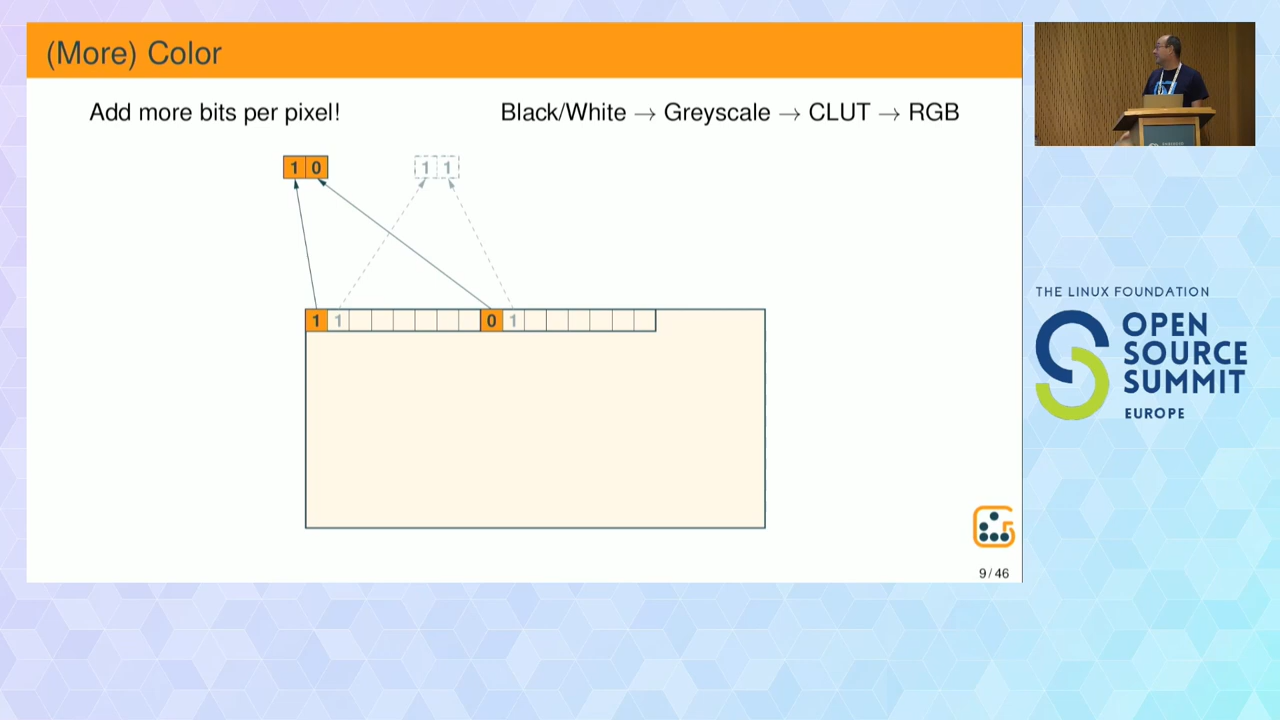 (More) Color
Add more bits per pixel!
Black/White → Greyscale → CLUT → RGB
1 0
1 1
1 1 0 1
9 / 46
THE LINUX FOUNDATION
OPEN
SOURCE
SUMMIT
EUROPE